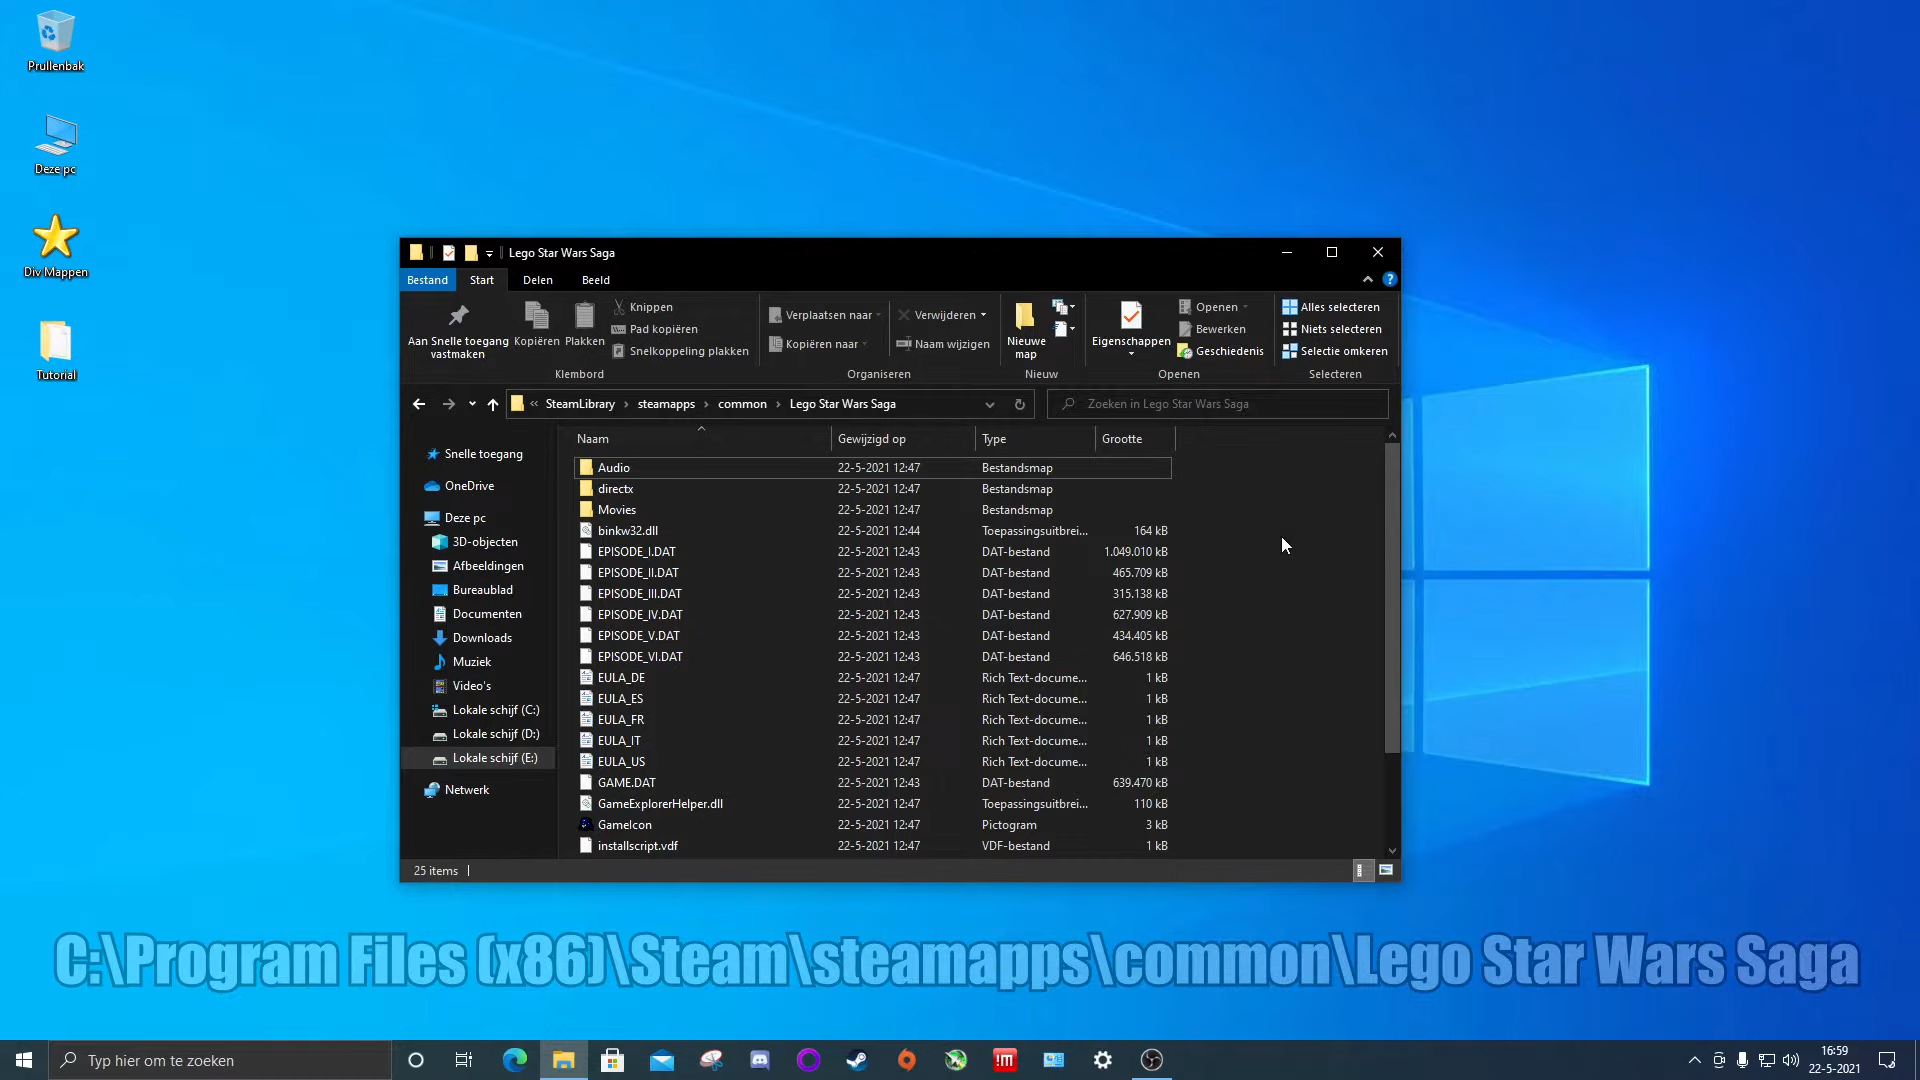 Prullenbak
Deze pc
Div Mappen
Tutorial
Lego Star Wars Saga
Bestand Start Delen Beeld
Aan Snelle toegang vastmaken
Kopiëren
Plakken
Knippen
Pad kopiëren
Snelkoppeling plakken
Klembord
Verplaatsen naar
Kopiëren naar
Verwijderen
Naam wijzigen
Organiseren
Nieuwe map
Nieuw
Eigenschappen
Openen
Bewerken
Geschiedenis
Openen
Alles selecteren
Niets selecteren
Selectie omkeren
Selecteren
« SteamLibrary › steamapps › common › Lego Star Wars Saga
Zoeken in Lego Star Wars Saga
Snelle toegang
OneDrive
Deze pc
3D-objecten
Afbeeldingen
Bureaublad
Documenten
Downloads
Muziek
Video's
Lokale schijf (C:)
Lokale schijf (D:)
Lokale schijf (E:)
Netwerk
Naam Gewijzigd op Type Grootte
Audio 22-5-2021 12:47 Bestandsmap
directx 22-5-2021 12:47 Bestandsmap
Movies 22-5-2021 12:47 Bestandsmap
binkw32.dll 22-5-2021 12:44 Toepassingsuitbrei... 164 kB
EPISODE_I.DAT 22-5-2021 12:43 DAT-bestand 1.049.010 kB
EPISODE_II.DAT 22-5-2021 12:43 DAT-bestand 465.709 kB
EPISODE_III.DAT 22-5-2021 12:43 DAT-bestand 315.138 kB
EPISODE_IV.DAT 22-5-2021 12:43 DAT-bestand 627.909 kB
EPISODE_V.DAT 22-5-2021 12:43 DAT-bestand 434.405 kB
EPISODE_VI.DAT 22-5-2021 12:43 DAT-bestand 646.518 kB
EULA_DE 22-5-2021 12:47 Rich Text-docume... 1 kB
EULA_ES 22-5-2021 12:47 Rich Text-docume... 1 kB
EULA_FR 22-5-2021 12:47 Rich Text-docume... 1 kB
EULA_IT 22-5-2021 12:47 Rich Text-docume... 1 kB
EULA_US 22-5-2021 12:47 Rich Text-docume... 1 kB
GAME.DAT 22-5-2021 12:43 DAT-bestand 639.470 kB
GameExplorerHelper.dll 22-5-2021 12:47 Toepassingsuitbrei... 110 kB
GameIcon 22-5-2021 12:47 Pictogram 3 kB
installscript.vdf 22-5-2021 12:47 VDF-bestand 1 kB
25 items
C:\Program Files (x86)\Steam\steamapps\common\Lego Star Wars Saga
Typ hier om te zoeken
!M
16:59
22-5-2021